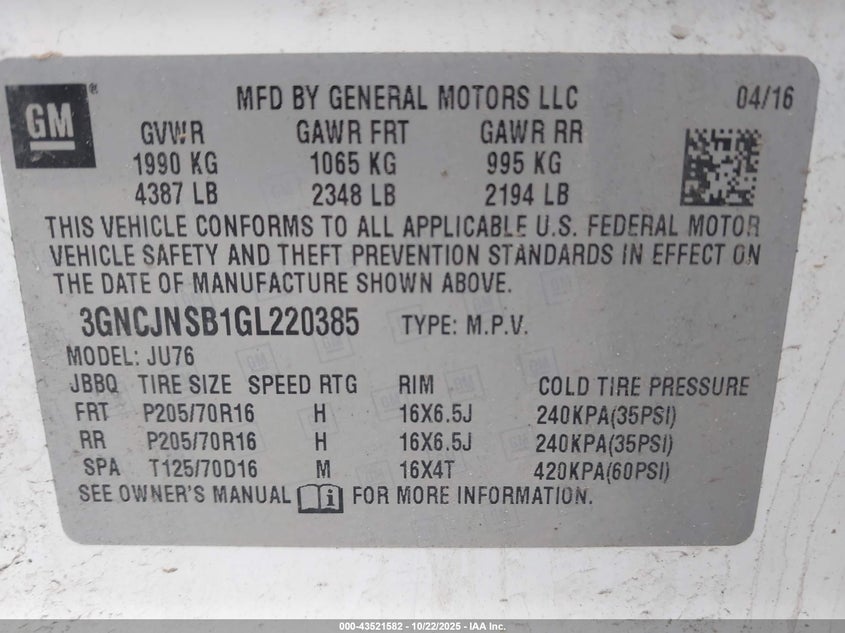 GM ® MFD BY GENERAL MOTORS LLC 04/16
GVWR GAWR FRT GAWR RR
1990 KG 1065 KG 995 KG
4387 LB 2348 LB 2194 LB
THIS VEHICLE CONFORMS TO ALL APPLICABLE U.S. FEDERAL MOTOR
VEHICLE SAFETY AND THEFT PREVENTION STANDARDS IN EFFECT ON
THE DATE OF MANUFACTURE SHOWN ABOVE.
3GNCJNSB1GL220385 TYPE: M.P.V.
MODEL: JU76
JBBQ TIRE SIZE SPEED RTG RIM COLD TIRE PRESSURE
FRT P205/70R16 H 16X6.5J 240KPA(35PSI)
RR P205/70R16 H 16X6.5J 240KPA(35PSI)
SPA T125/70D16 M 16X4T 420KPA(60PSI)
SEE OWNER'S MANUAL i FOR MORE INFORMATION.
000-43521582 - 10/22/2025 - IAA Inc.